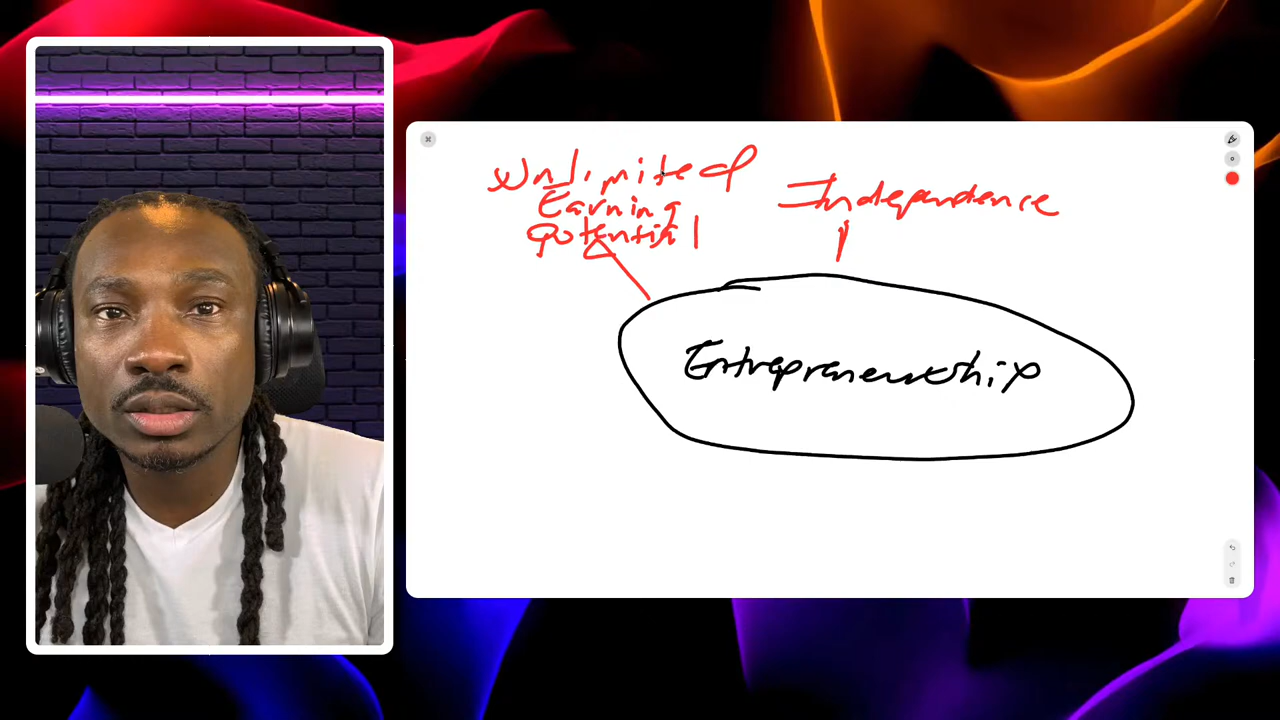 Unlimited
Earning
Potential
Independence
Entrepreneurship